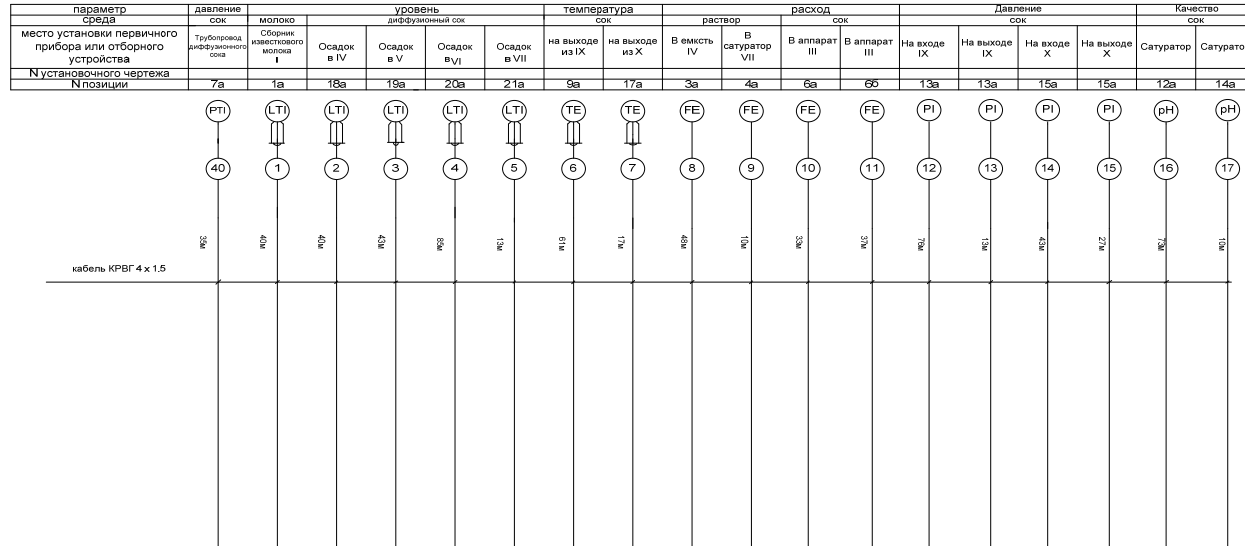 параметр давление уровень температура расход Давление Качество
среда сок молоко диффузионный сок сок раствор сок сок сок
место установки первичного
прибора или отборного
устройства
Трубопровод
диффузионного
сока
Сборник
известкового
молока
I
Осадок
в IV
Осадок
в V
Осадок
в VI
Осадок
в VII
на выходе
из IX
на выходе
из X
В емксть
IV
В
сатуратор
VII
В аппарат
III
В аппарат
III
На входе
IX
На выходе
IX
На входе
X
На выходе
X
Сатуратор
Сатурато
N установочного чертежа
N позиции 7а 1а 18а 19а 20а 21а 9а 17а 3а 4а 6а 6б 13а 13а 15а 15а 12а 14а
PTI LTI LTI LTI LTI LTI TE TE FE FE FE FE PI PI PI PI pH pH
40 1 2 3 4 5 6 7 8 9 10 11 12 13 14 15 16 17
35м 40м 40м 43м 85м 13м 61м 17м 48м 10м 33м 37м 76м 13м 43м 27м 73м 10м
кабель КРВГ 4 x 1.5